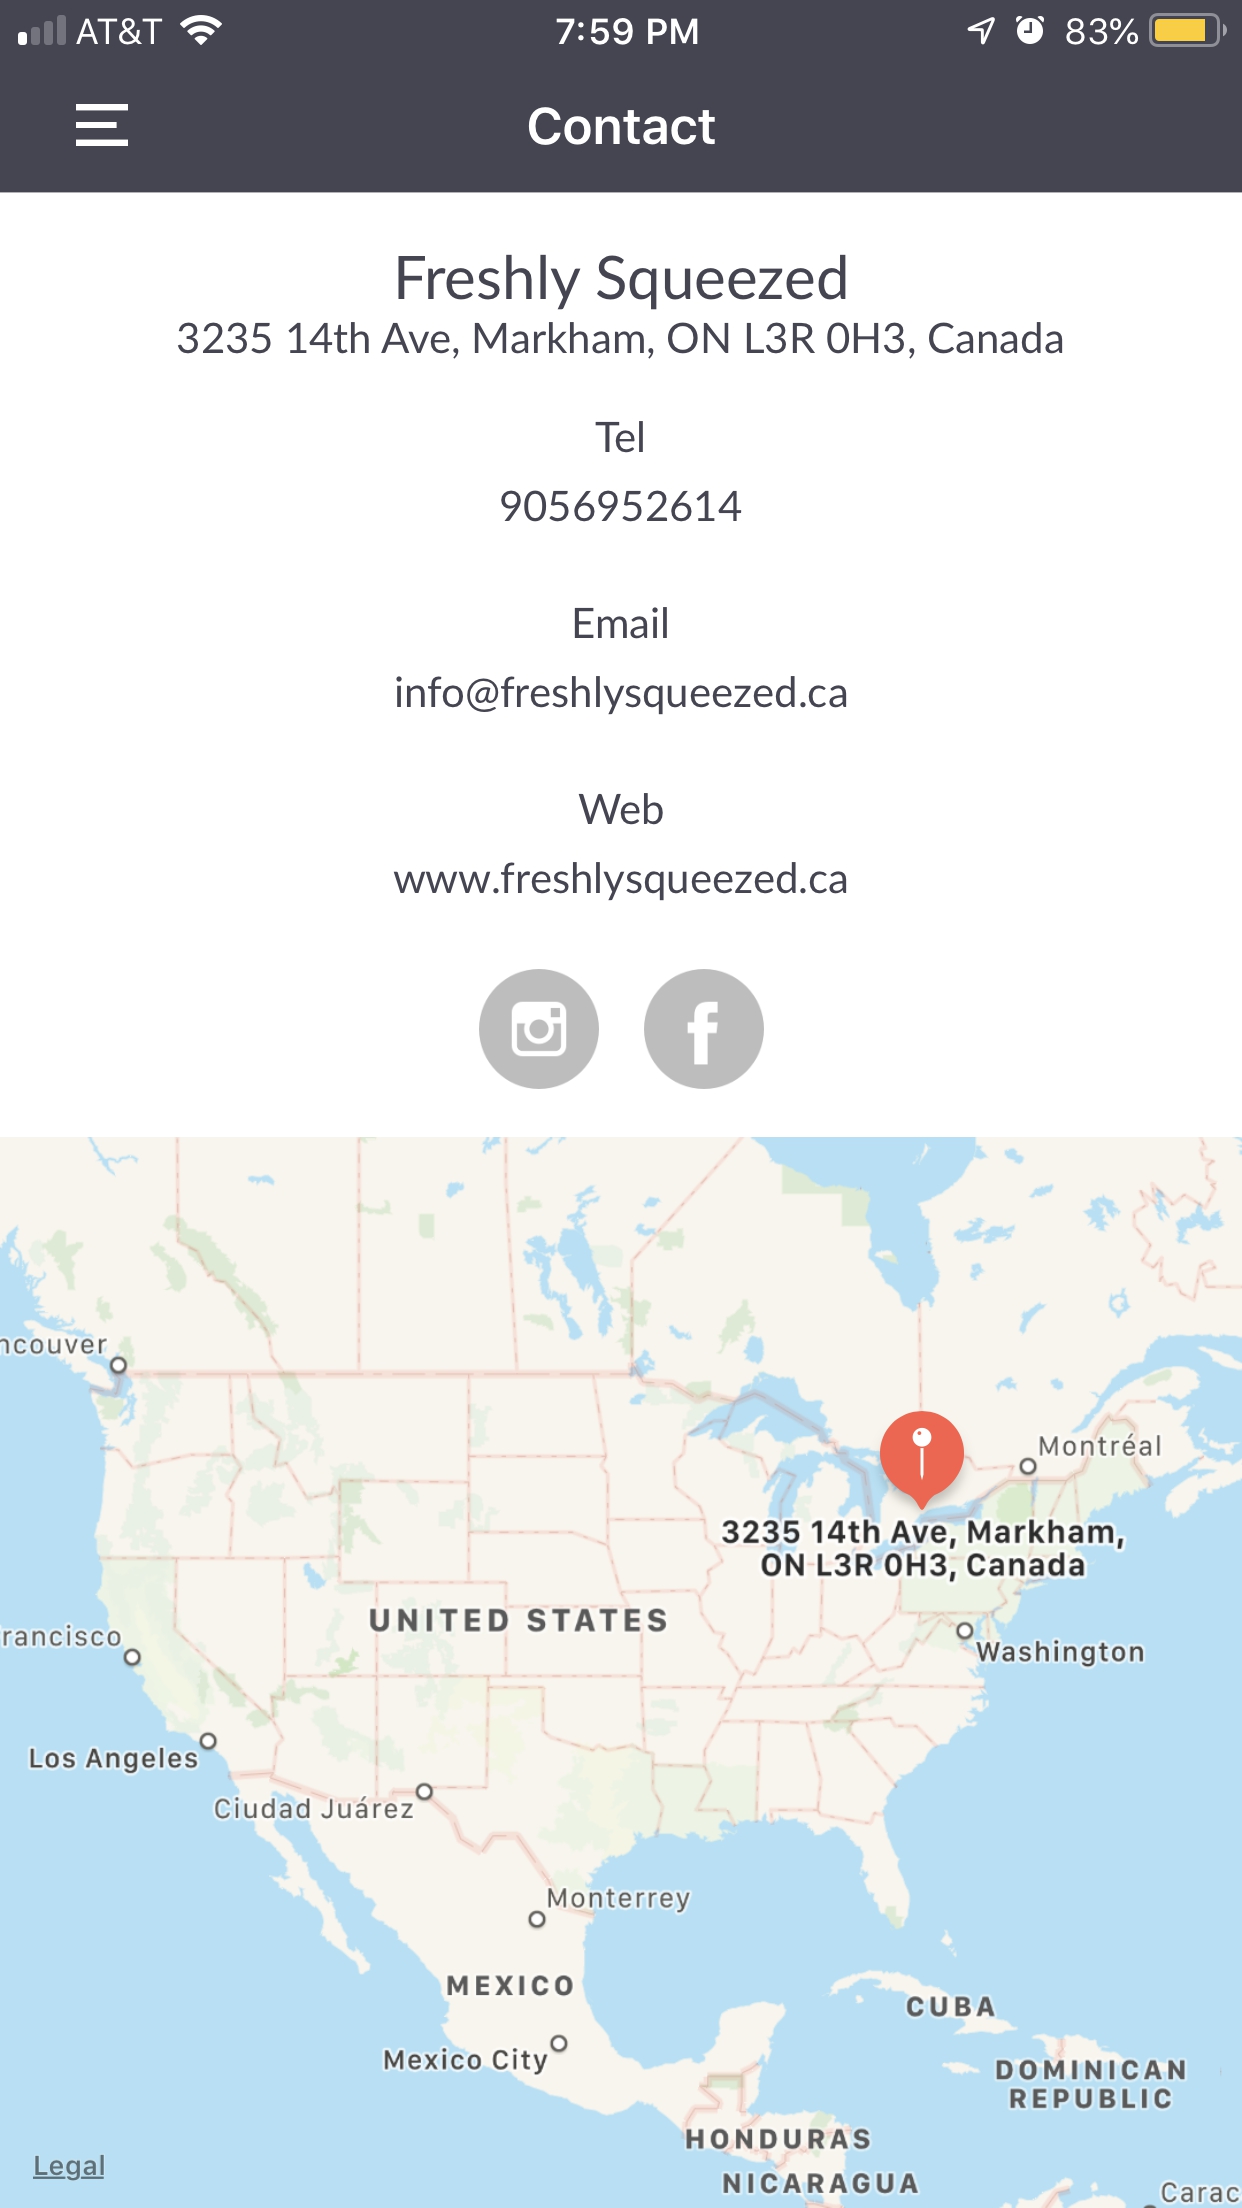 AT&T 7:59 PM 83%
Contact
Freshly Squeezed
3235 14th Ave, Markham, ON L3R 0H3, Canada
Tel
9056952614
Email
info@freshlysqueezed.ca
Web
www.freshlysqueezed.ca
ncouver
Montréal
3235 14th Ave, Markham,
ON L3R 0H3, Canada
UNITED STATES
rancisco
Washington
Los Angeles
Ciudad Juárez
Monterrey
MEXICO
CUBA
Mexico City
DOMINICAN
REPUBLIC
HONDURAS
Legal
NICARAGUA
Carac